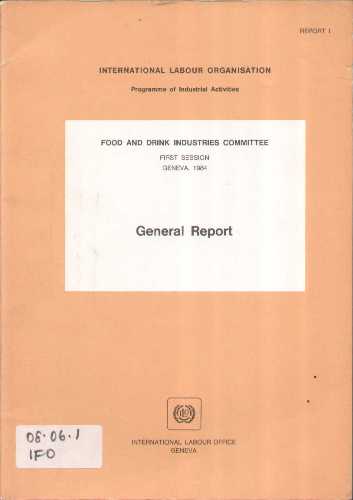 REPORT I
INTERNATIONAL LABOUR ORGANISATION
Programme of Industrial Activities
FOOD AND DRINK INDUSTRIES COMMITTEE
FIRST SESSION
GENEVA, 1984
General Report
08.06.1
IFO
INTERNATIONAL LABOUR OFFICE
GENEVA